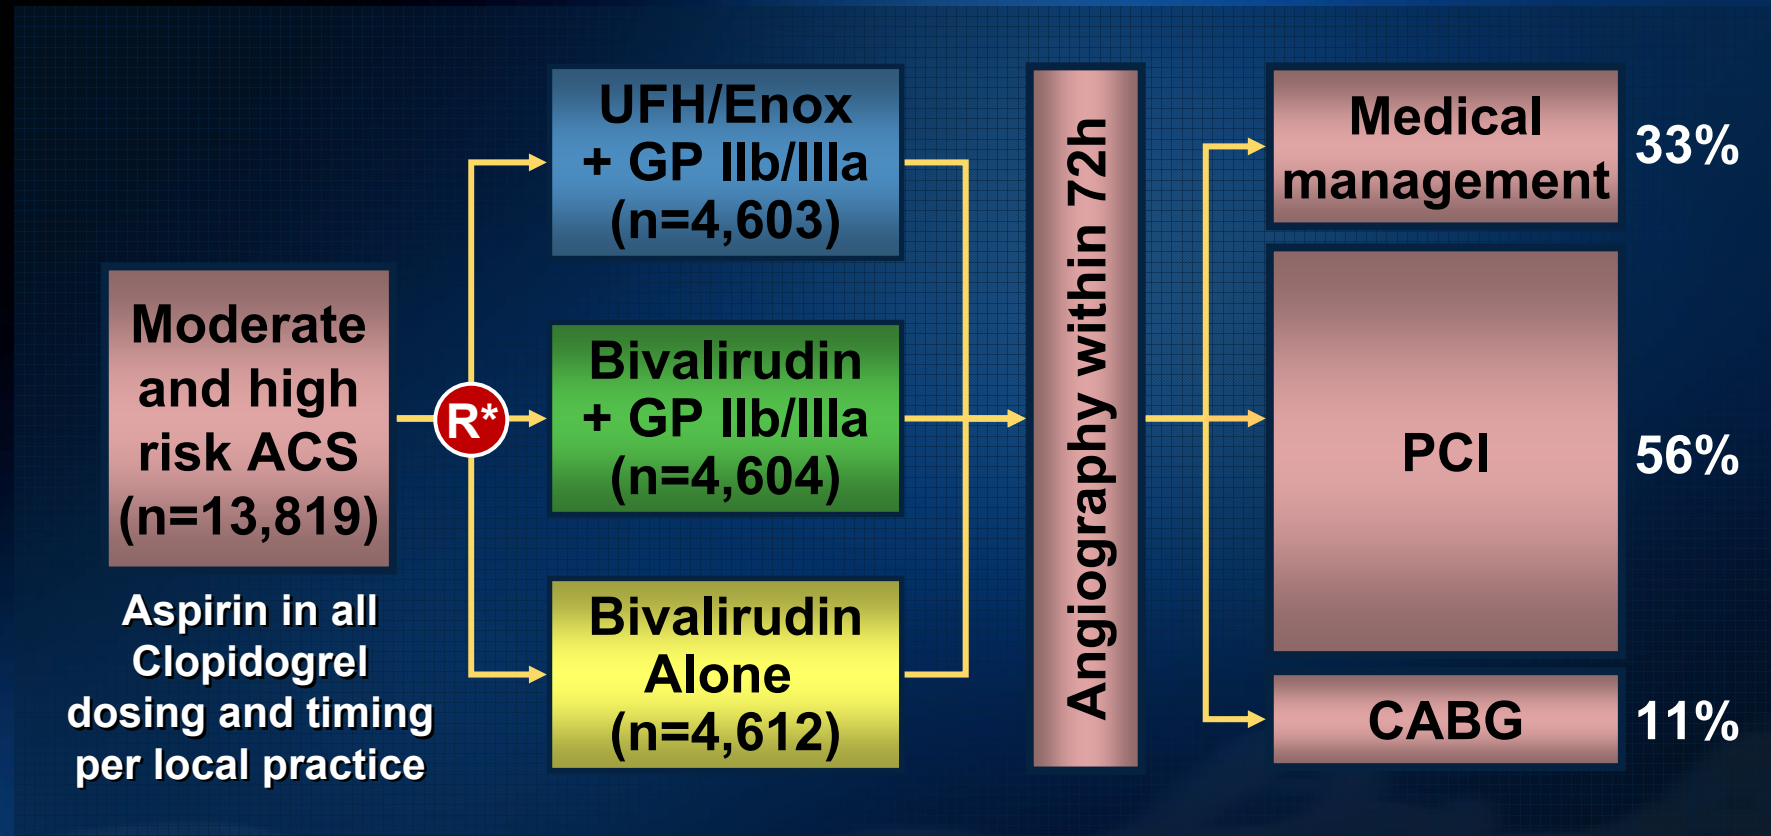 Moderate
and high
risk ACS
(n=13,819)
Aspirin in all
Clopidogrel
dosing and timing
per local practice
R*
UFH/Enox
+ GP IIb/IIIa
(n=4,603)
Bivalirudin
+ GP IIb/IIIa
(n=4,604)
Bivalirudin
Alone
(n=4,612)
Angiography within 72h
Medical
management
33%
PCI
56%
CABG
11%